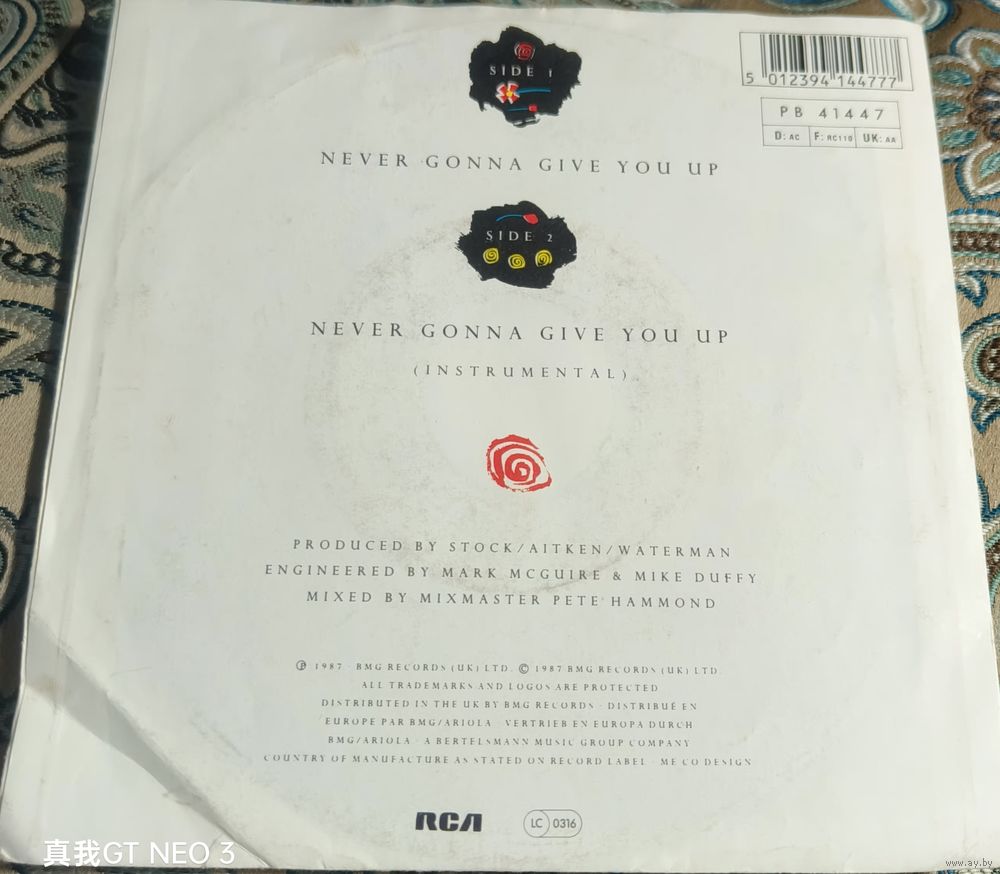 SIDE 1
5 012394 144777
PB 41447
D: AC F: RC110 UK: AA
NEVER GONNA GIVE YOU UP
SIDE 2
NEVER GONNA GIVE YOU UP
(INSTRUMENTAL)
PRODUCED BY STOCK/AITKEN/WATERMAN
ENGINEERED BY MARK MCGUIRE & MIKE DUFFY
MIXED BY MIXMASTER PETE HAMMOND
℗ 1987 · BMG RECORDS (UK) LTD. © 1987 BMG RECORDS (UK) LTD.
ALL TRADEMARKS AND LOGOS ARE PROTECTED
DISTRIBUTED IN THE UK BY BMG RECORDS · DISTRIBUÉ EN
EUROPE PAR BMG/ARIOLA · VERTRIEB EN EUROPA DURCH
BMG/ARIOLA · A BERTELSMANN MUSIC GROUP COMPANY
COUNTRY OF MANUFACTURE AS STATED ON RECORD LABEL · ME CO DESIGN
RCA LC 0316
真我GT NEO 3
www.ay.by